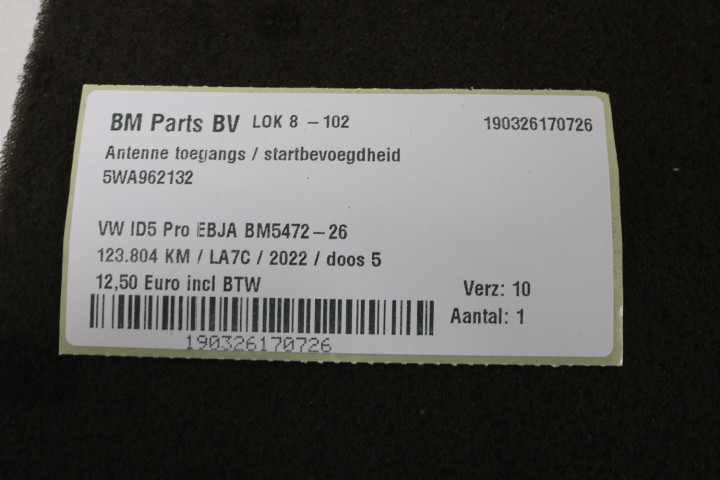 BM Parts BV LOK 8 - 102 190326170726
Antenne toegangs / startbevoegdheid
5WA962132
VW ID5 Pro EBJA BM5472-26
123.804 KM / LA7C / 2022 / doos 5
12,50 Euro incl BTW
Verz: 10
Aantal: 1
190326170726